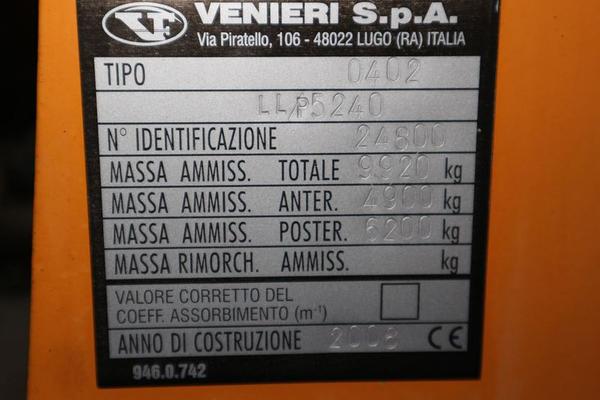 VF VENIERI S.p.A.
Via Piratello, 106 - 48022 LUGO (RA) ITALIA
TIPO 0402
LL/P5240
N° IDENTIFICAZIONE 24800
MASSA AMMISS. TOTALE 9920 kg
MASSA AMMISS. ANTER. 4900 kg
MASSA AMMISS. POSTER. 6200 kg
MASSA RIMORCH. AMMISS. kg
VALORE CORRETTO DEL
COEFF. ASSORBIMENTO (m⁻¹)
ANNO DI COSTRUZIONE 2008 CE
946.0.742